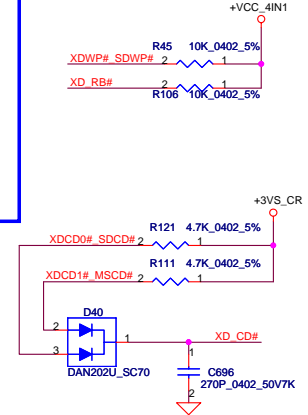 +VCC_4IN1
R45 10K_0402_5%
XDWP#_SDWP# 2 1
XD_RB# 2 1
R106 10K_0402_5%
+3VS_CR
R121 4.7K_0402_5%
XDCD0#_SDCD# 2 1
R111 4.7K_0402_5%
XDCD1#_MSCD# 2 1
D40
2
1 XD_CD#
3
DAN202U_SC70
1
C696
270P_0402_50V7K
2